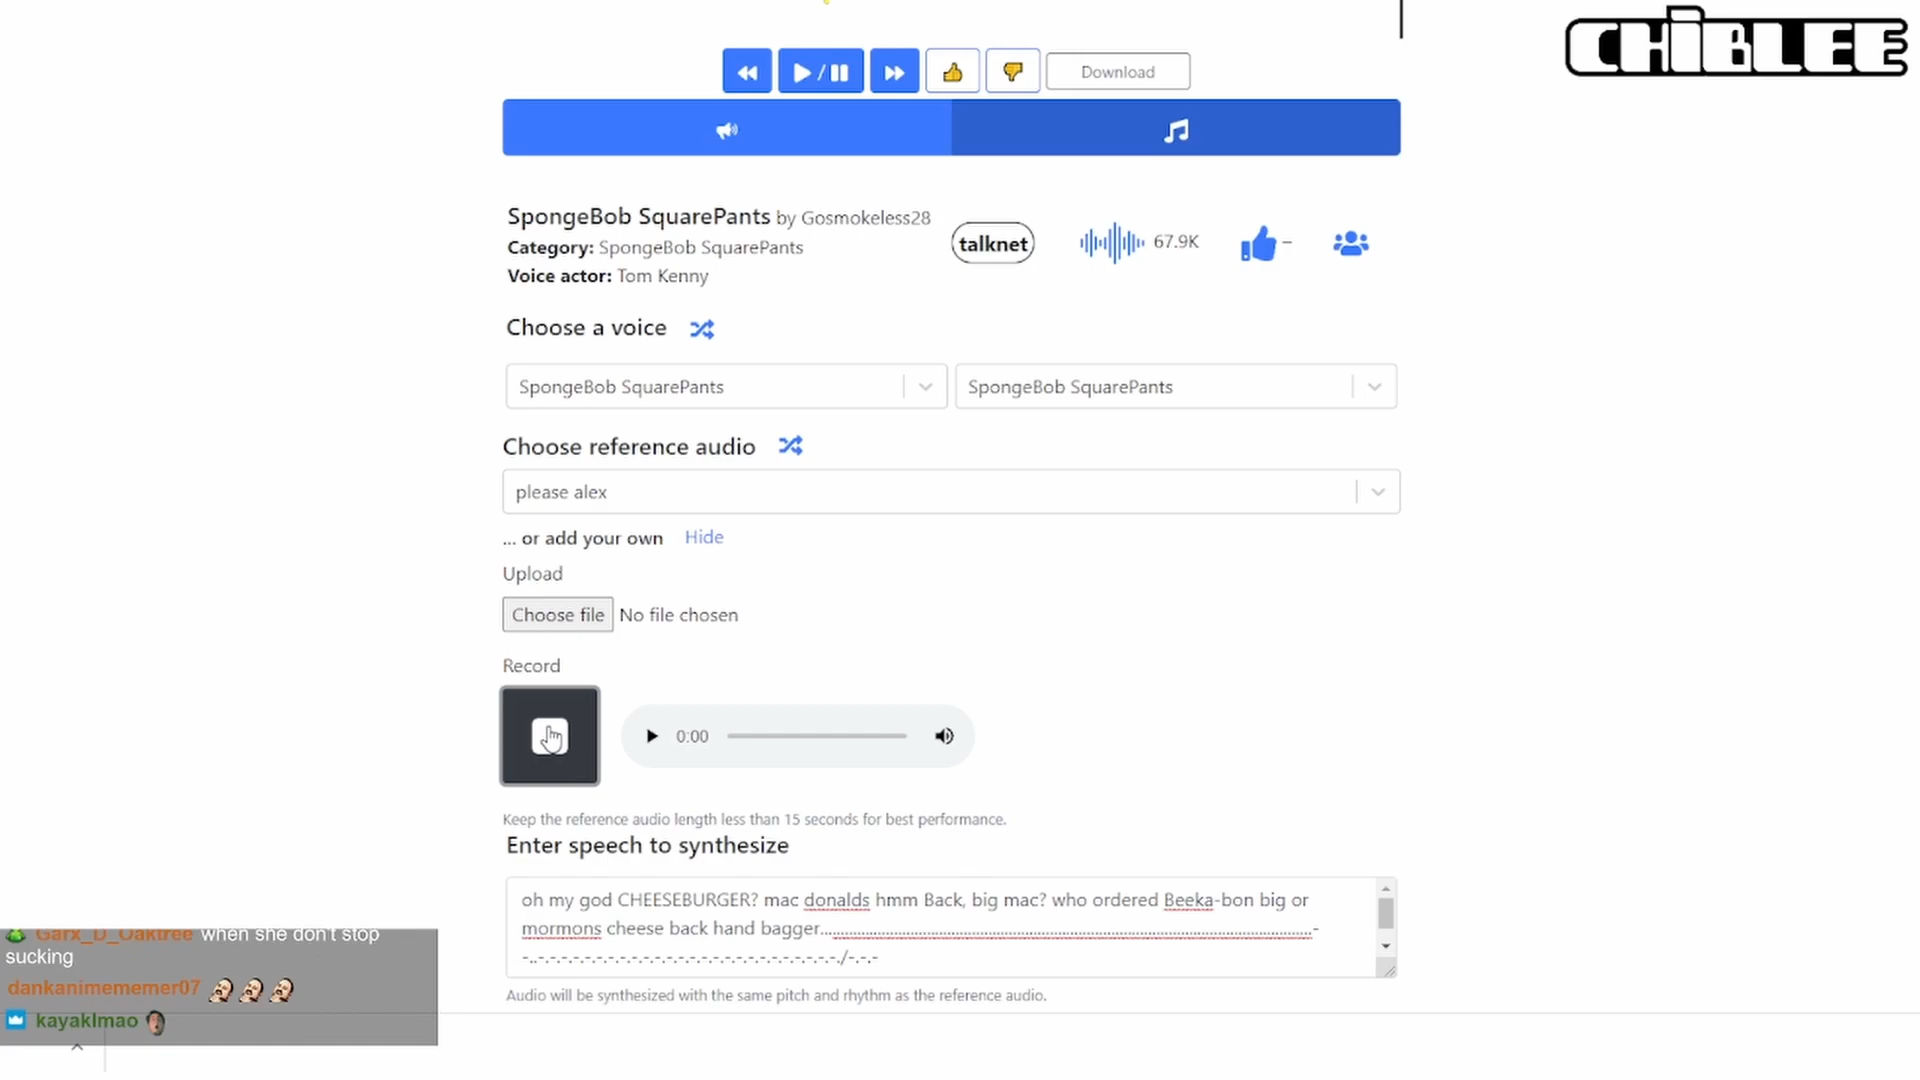 CHIBLEE
Download
SpongeBob SquarePants by Gosmokeless28
Category: SpongeBob SquarePants
Voice actor: Tom Kenny
talknet
67.9K
–
Choose a voice
SpongeBob SquarePants
SpongeBob SquarePants
Choose reference audio
please alex
... or add your own Hide
Upload
Choose file No file chosen
Record
0:00
Keep the reference audio length less than 15 seconds for best performance.
Enter speech to synthesize
oh my god CHEESEBURGER? mac donalds hmm Back, big mac? who ordered Beeka-bon big or
mormons cheese back hand bagger...............................................................................................................-
-..-.-.-.-.-.-.-.-.-.-.-.-.-.-.-.-.-.-.-.-.-.-.-.-.-.-./-.-.-
Audio will be synthesized with the same pitch and rhythm as the reference audio.
Garx_D_Oaktree when she don't stop
sucking
dankanimememer07
kayaklmao